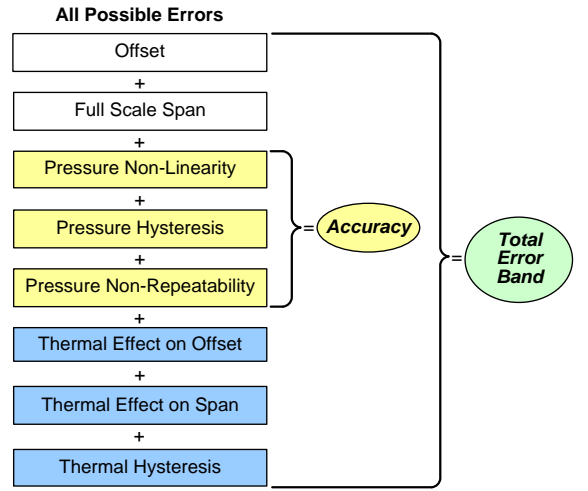 All Possible Errors
Offset
+
Full Scale Span
+
Pressure Non-Linearity
+
Pressure Hysteresis
+
Pressure Non-Repeatability
+
Thermal Effect on Offset
+
Thermal Effect on Span
+
Thermal Hysteresis
= Accuracy
= Total
Error
Band